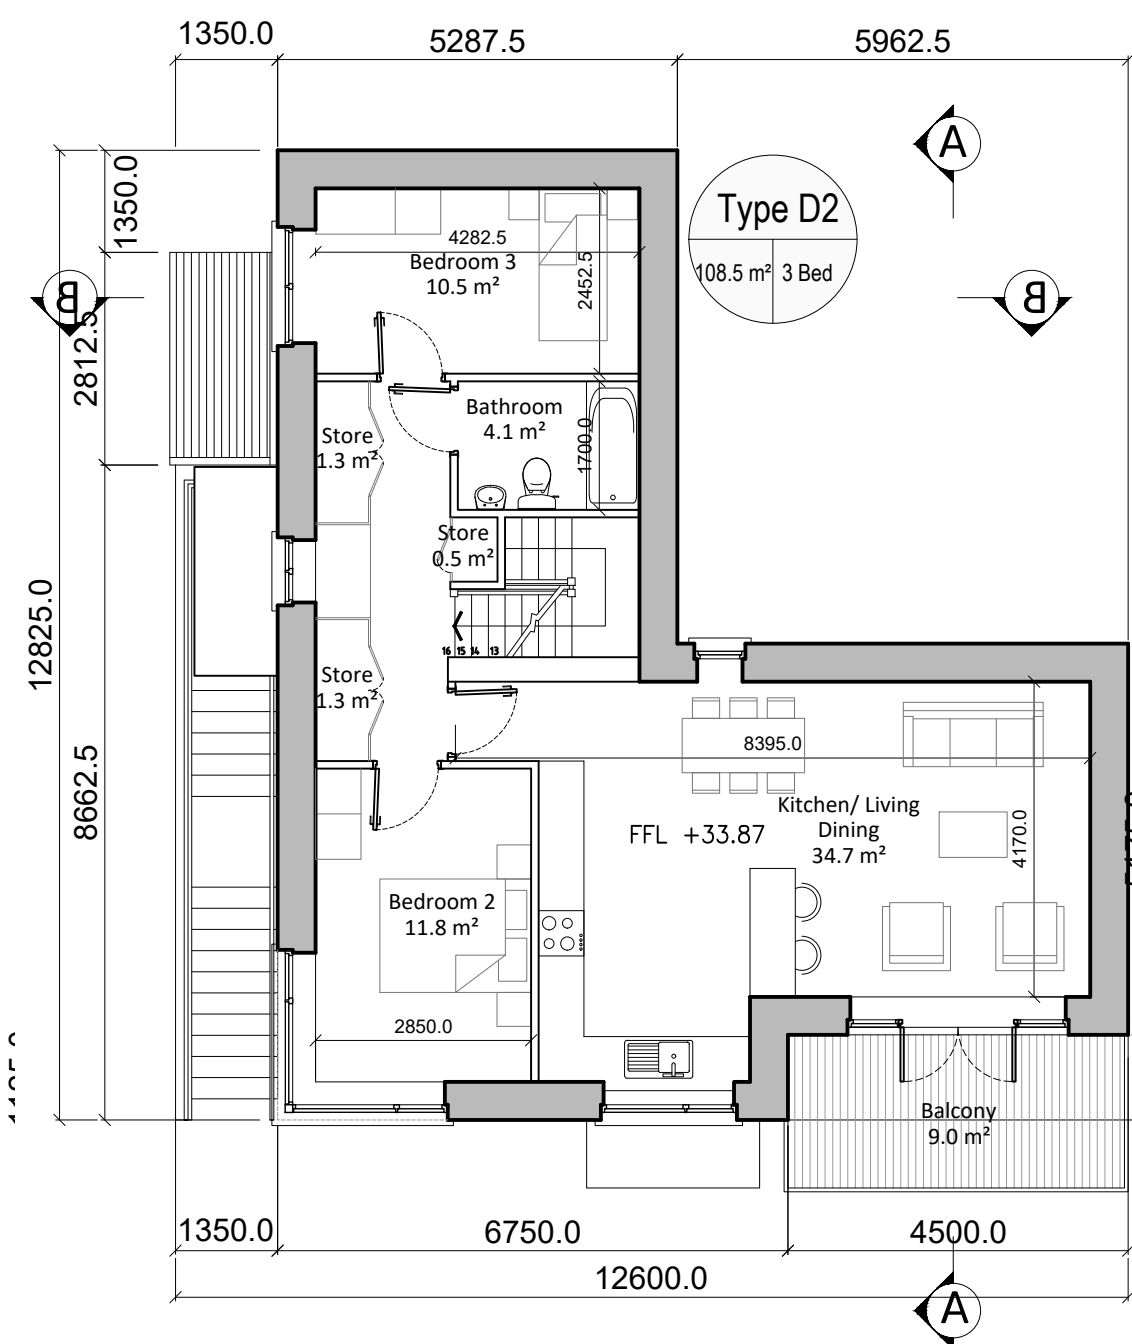 1350.0
5287.5
5962.5
A
1350.0
Type D2
108.5 m²
3 Bed
4282.5
Bedroom 3
10.5 m²
2452.5
B
B
2812.5
Bathroom
4.1 m²
1700.0
Store
1.3 m²
Store
0.5 m²
12825.0
16 15 14 13
Store
1.3 m²
8395.0
8662.5
Kitchen/ Living
Dining
34.7 m²
FFL +33.87
4170.0
Bedroom 2
11.8 m²
2850.0
Balcony
9.0 m²
1350.0
6750.0
4500.0
12600.0
A